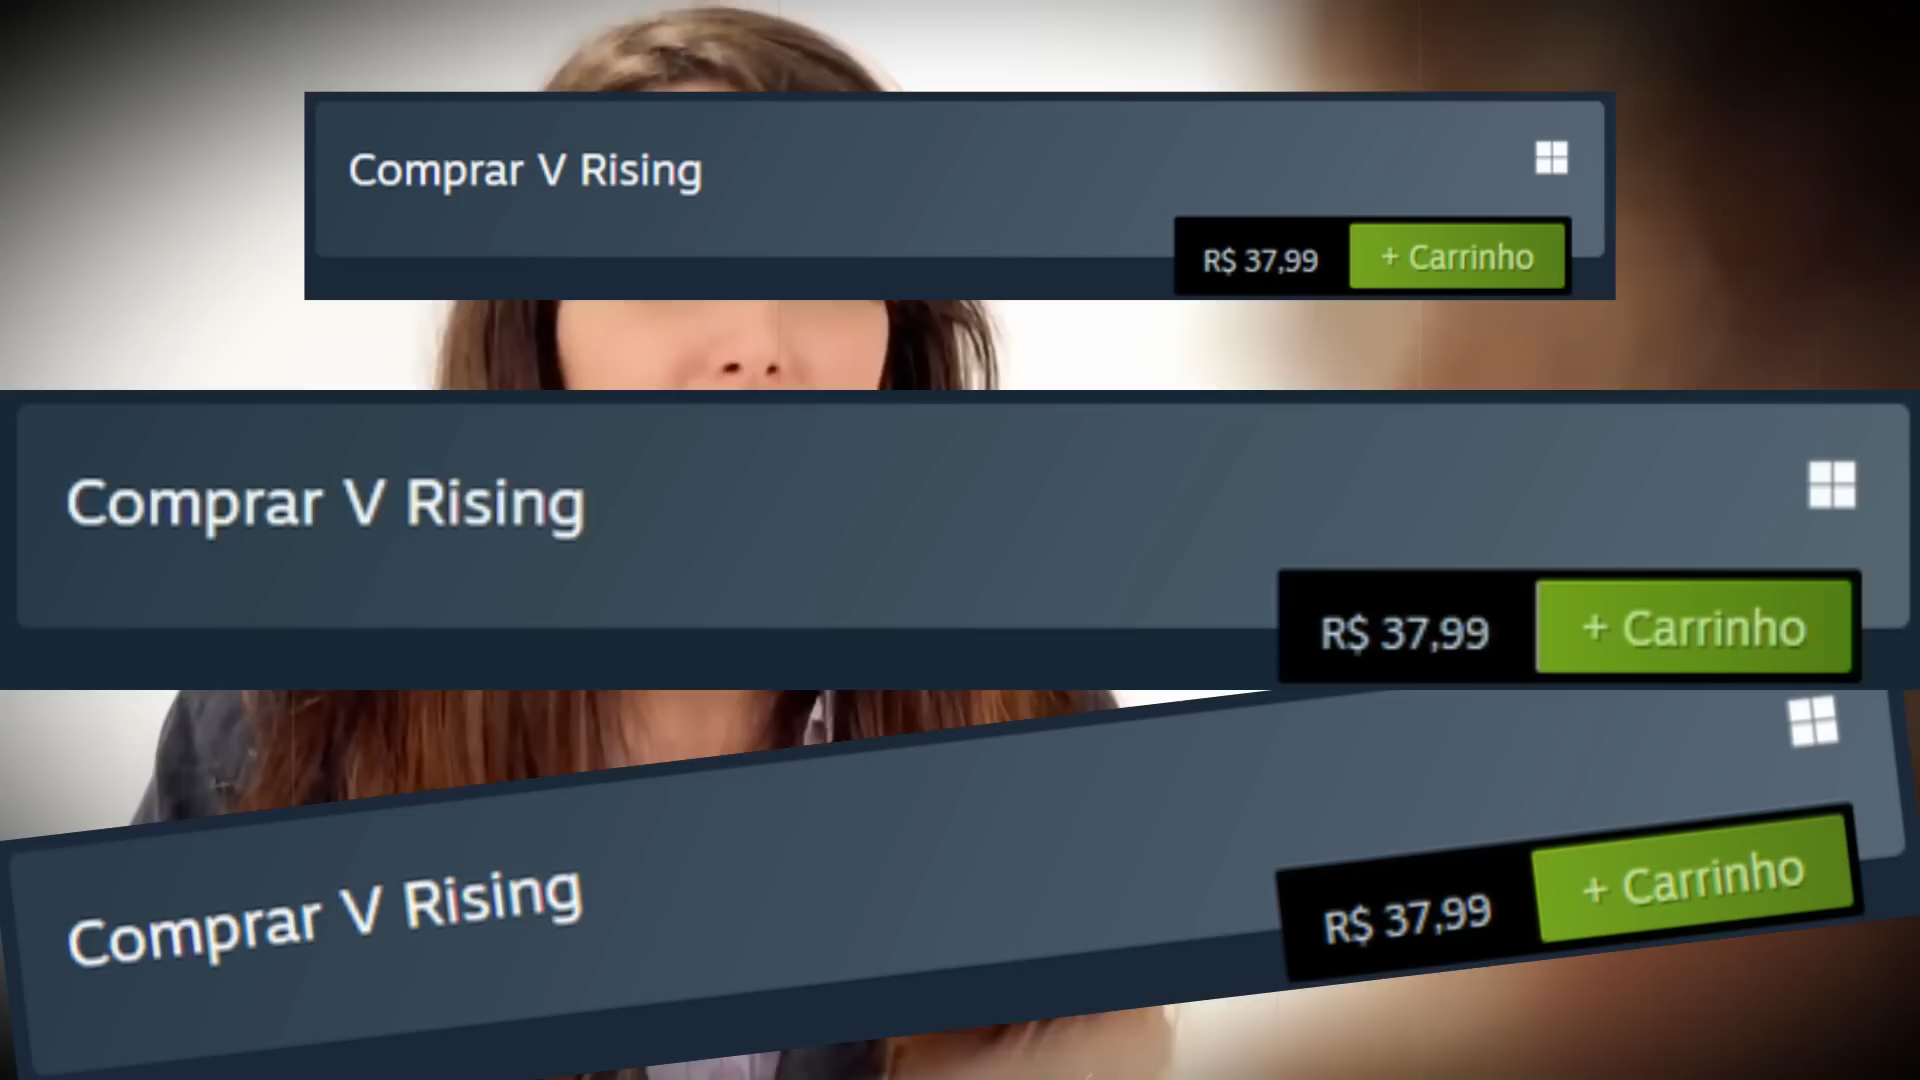 Comprar V Rising
R$ 37,99 + Carrinho
Comprar V Rising
R$ 37,99 + Carrinho
Comprar V Rising
R$ 37,99 + Carrinho